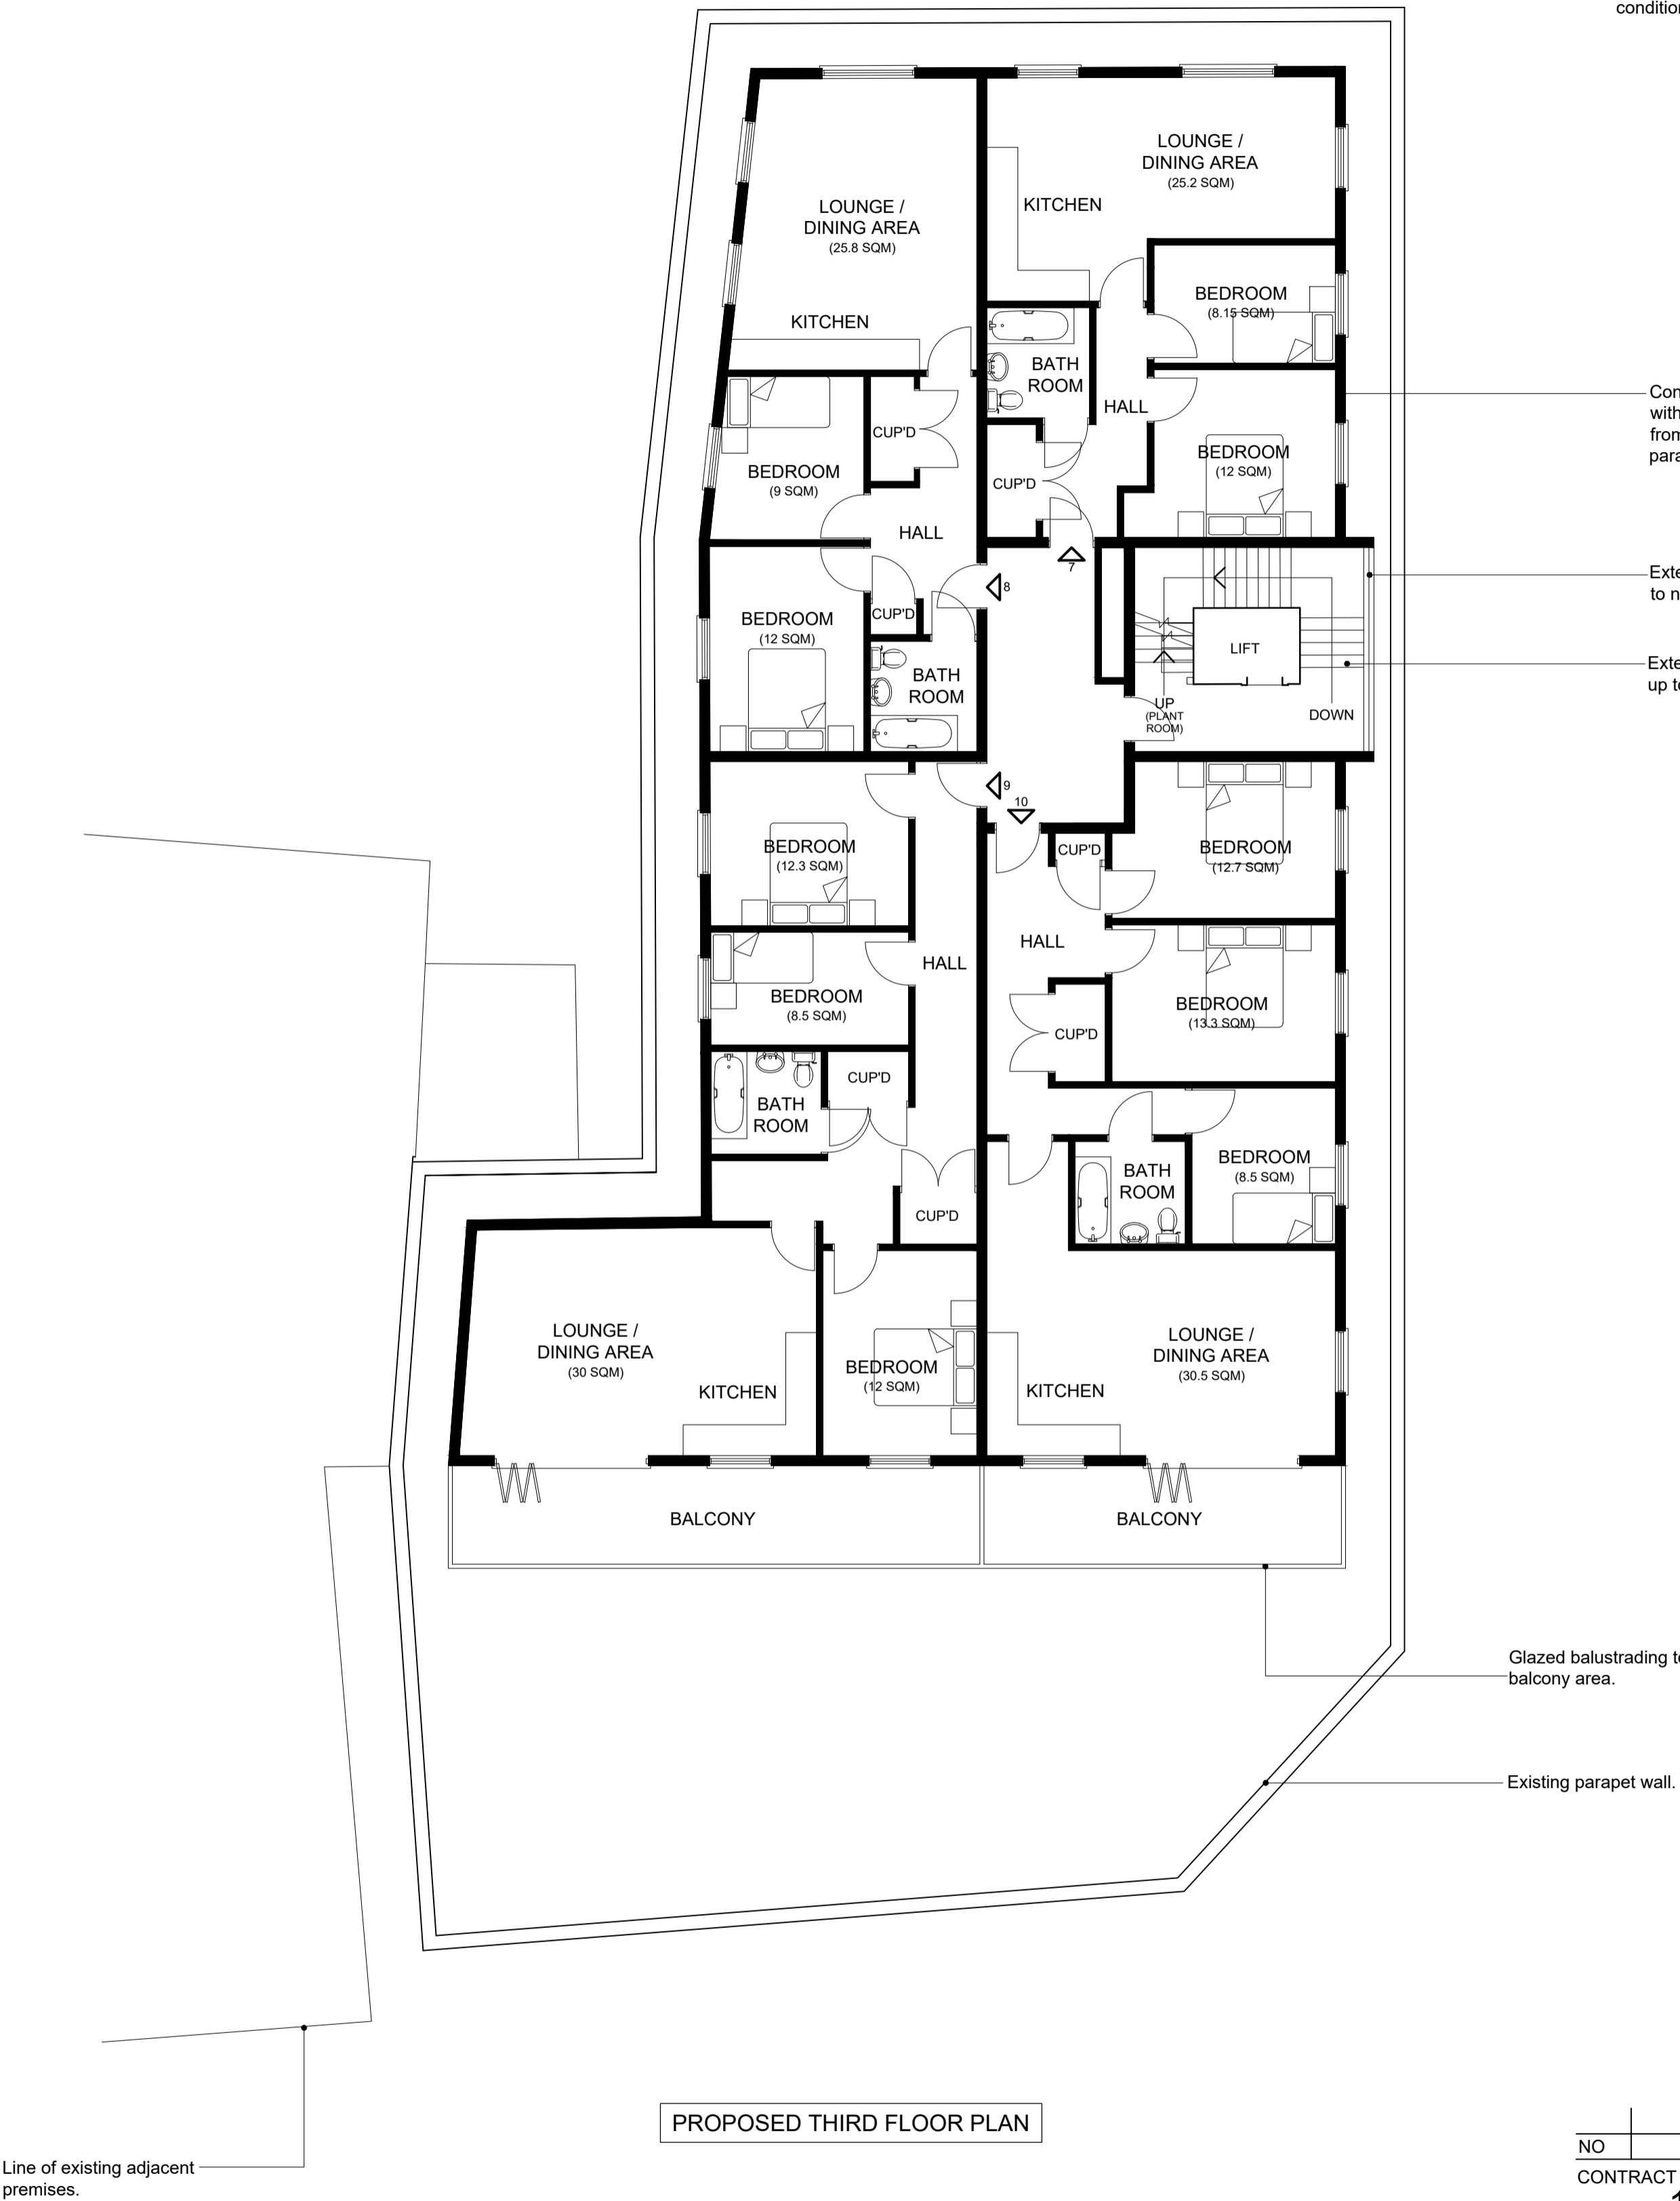 LOUNGE /
DINING AREA
(25.8 SQM)
KITCHEN
LOUNGE /
DINING AREA
(25.2 SQM)
KITCHEN
BEDROOM
(8.15 SQM)
BATH
ROOM
HALL
CUP'D
BEDROOM
(9 SQM)
CUP'D
BEDROOM
(12 SQM)
HALL
7
8
BEDROOM
(12 SQM)
CUP'D
BATH
ROOM
LIFT
UP
(PLANT
ROOM)
DOWN
9
10
BEDROOM
(12.3 SQM)
CUP'D
BEDROOM
(12.7 SQM)
HALL
HALL
BEDROOM
(8.5 SQM)
BEDROOM
(13.3 SQM)
CUP'D
CUP'D
BATH
ROOM
BATH
ROOM
BEDROOM
(8.5 SQM)
CUP'D
LOUNGE /
DINING AREA
(30 SQM)
KITCHEN
BEDROOM
(12 SQM)
KITCHEN
LOUNGE /
DINING AREA
(30.5 SQM)
BALCONY
BALCONY
to n
up t
Glazed balustrading t
balcony area.
Existing parapet wall.
PROPOSED THIRD FLOOR PLAN
Line of existing adjacent
premises.
NO
CONTRACT